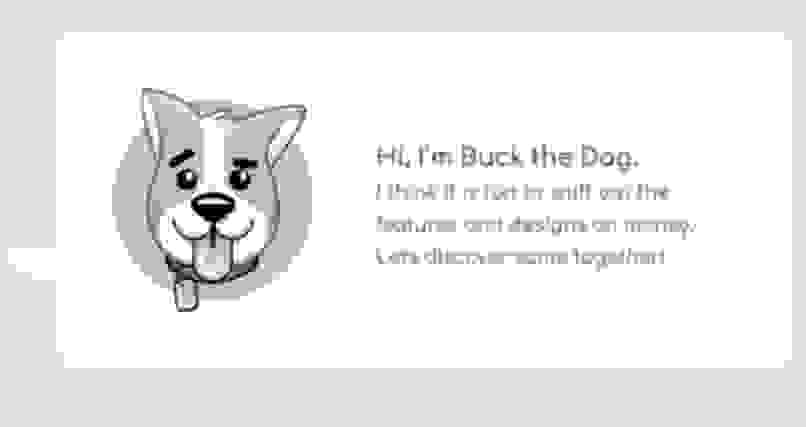 Hi, I'm Buck the Dog.
I think it is fun to sniff out the
features and designs on money.
Lets discover some together!